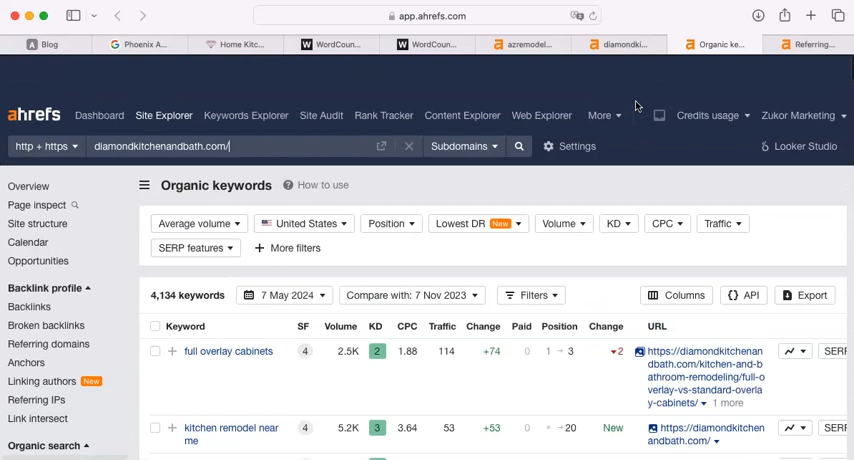 app.ahrefs.com
Blog
Phoenix A...
Home Kitc...
WordCoun...
WordCoun...
azremodel...
diamondki...
Organic ke...
Referring...
ahrefs
Dashboard
Site Explorer
Keywords Explorer
Site Audit
Rank Tracker
Content Explorer
Web Explorer
More
Credits usage
Zukor Marketing
http + https
diamondkitchenandbath.com/
Subdomains
Settings
Looker Studio
Overview
Page inspect
Site structure
Calendar
Opportunities
Backlink profile
Backlinks
Broken backlinks
Referring domains
Anchors
Linking authors New
Referring IPs
Link intersect
Organic search
Organic keywords
How to use
Average volume
United States
Position
Lowest DR New
Volume
KD
CPC
Traffic
SERP features
More filters
4,134 keywords
7 May 2024
Compare with: 7 Nov 2023
Filters
Columns
{} API
Export
Keyword SF Volume KD CPC Traffic Change Paid Position Change URL
full overlay cabinets 4 2.5K 2 1.88 114 +74 0 1 → 3 2
https://diamondkitchenan
dbath.com/kitchen-and-b
athroom-remodeling/full-o
verlay-vs-standard-overla
y-cabinets/ 1 more
SERP
kitchen remodel near
me
4 5.2K 3 3.64 53 +53 0 → 20 New
https://diamondkitchen
andbath.com/
SERP